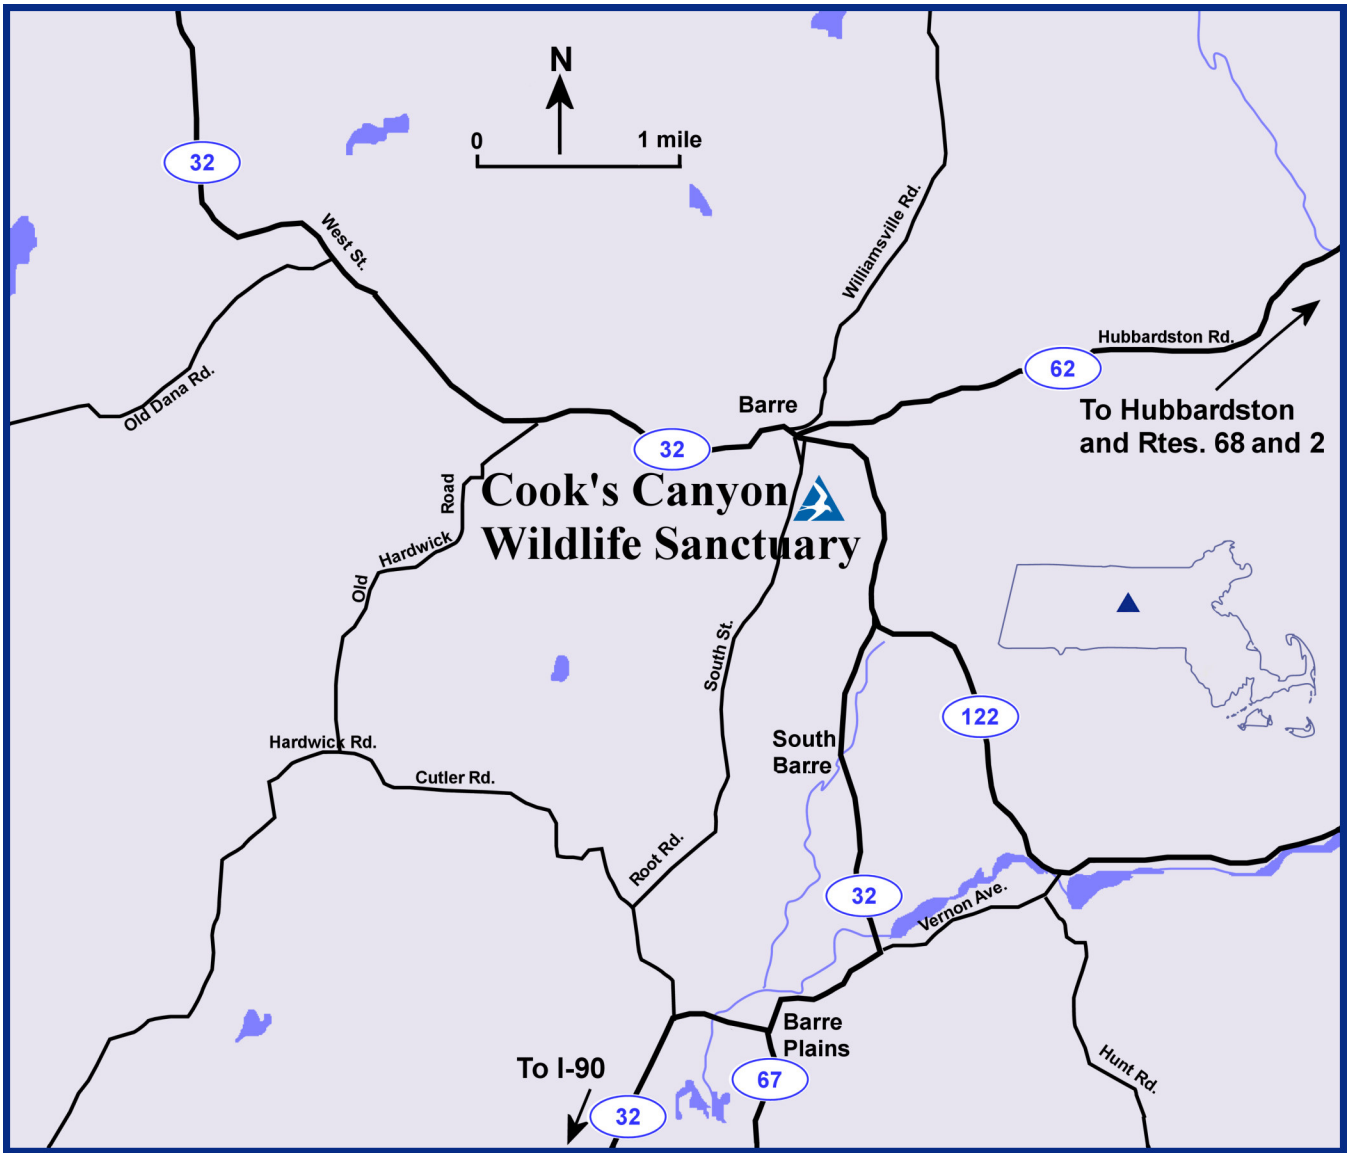 N
0 1 mile
32
West St.
Williamsville Rd.
Hubbardston Rd.
62
Old Dana Rd.
Barre
To Hubbardston
and Rtes. 68 and 2
32
Cook's Canyon
Wildlife Sanctuary
Old Hardwick Road
South St.
122
South
Barre
Hardwick Rd.
Cutler Rd.
Root Rd.
32
Vernon Ave.
Barre
Plains
Hunt Rd.
To I-90
67
32